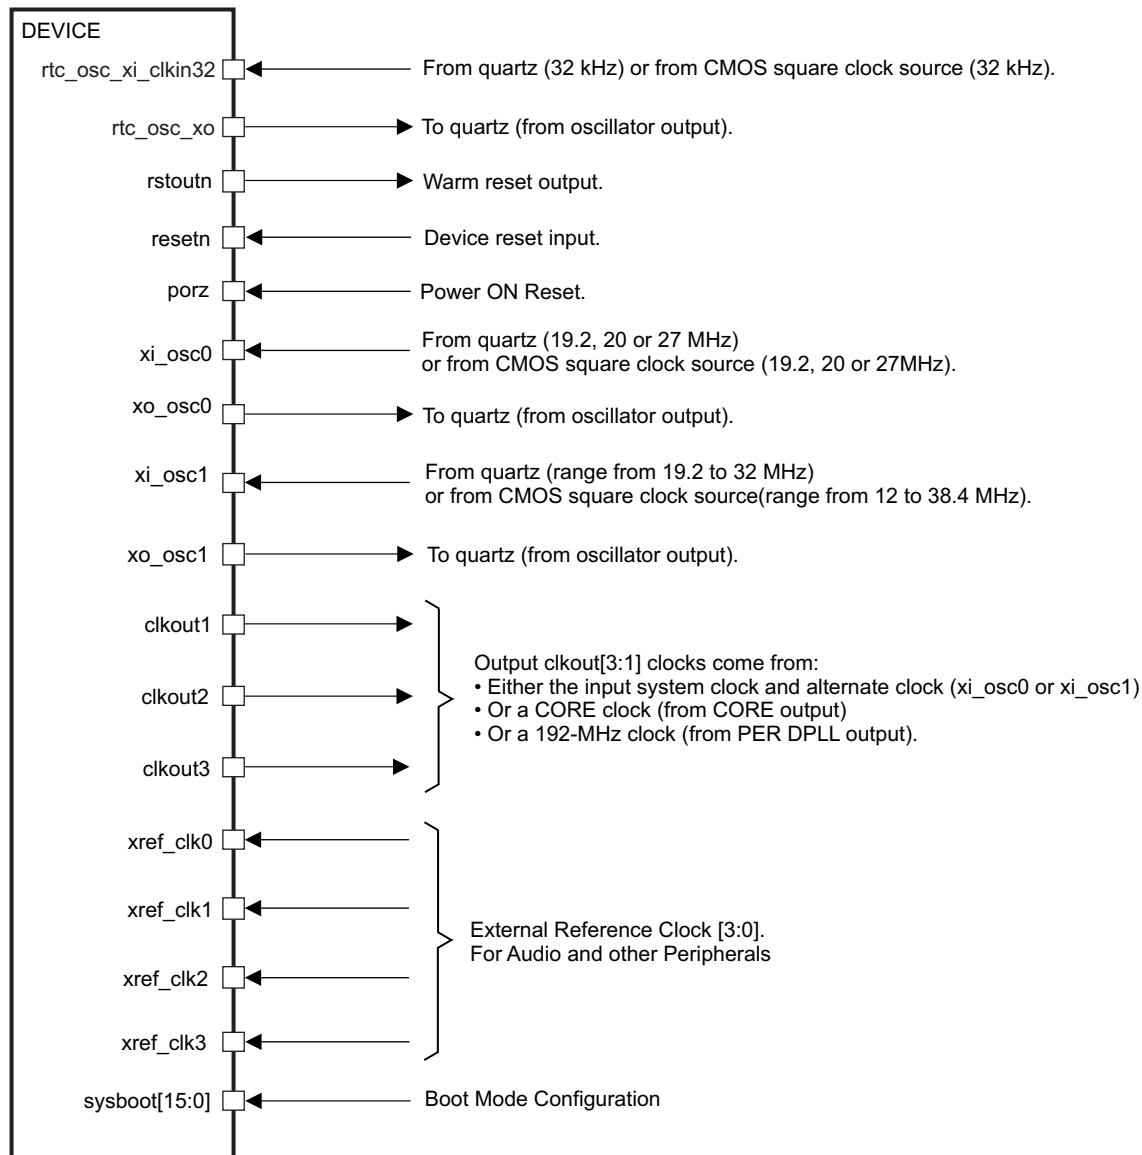 DEVICE
rtc_osc_xi_clkin32
From quartz (32 kHz) or from CMOS square clock source (32 kHz).
rtc_osc_xo
To quartz (from oscillator output).
rstoutn
Warm reset output.
resetn
Device reset input.
porz
Power ON Reset.
xi_osc0
From quartz (19.2, 20 or 27 MHz)
or from CMOS square clock source (19.2, 20 or 27MHz).
xo_osc0
To quartz (from oscillator output).
xi_osc1
From quartz (range from 19.2 to 32 MHz)
or from CMOS square clock source(range from 12 to 38.4 MHz).
xo_osc1
To quartz (from oscillator output).
clkout1
clkout2
clkout3
Output clkout[3:1] clocks come from:
• Either the input system clock and alternate clock (xi_osc0 or xi_osc1)
• Or a CORE clock (from CORE output)
• Or a 192-MHz clock (from PER DPLL output).
xref_clk0
xref_clk1
xref_clk2
xref_clk3
External Reference Clock [3:0].
For Audio and other Peripherals
sysboot[15:0]
Boot Mode Configuration